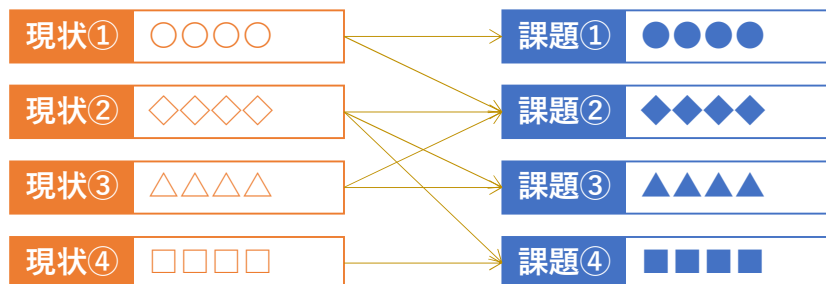 現状① ○○○○ 課題① ●●●●
現状② ◇◇◇◇ 課題② ◆◆◆◆
現状③ △△△△ 課題③ ▲▲▲▲
現状④ □□□□ 課題④ ■■■■